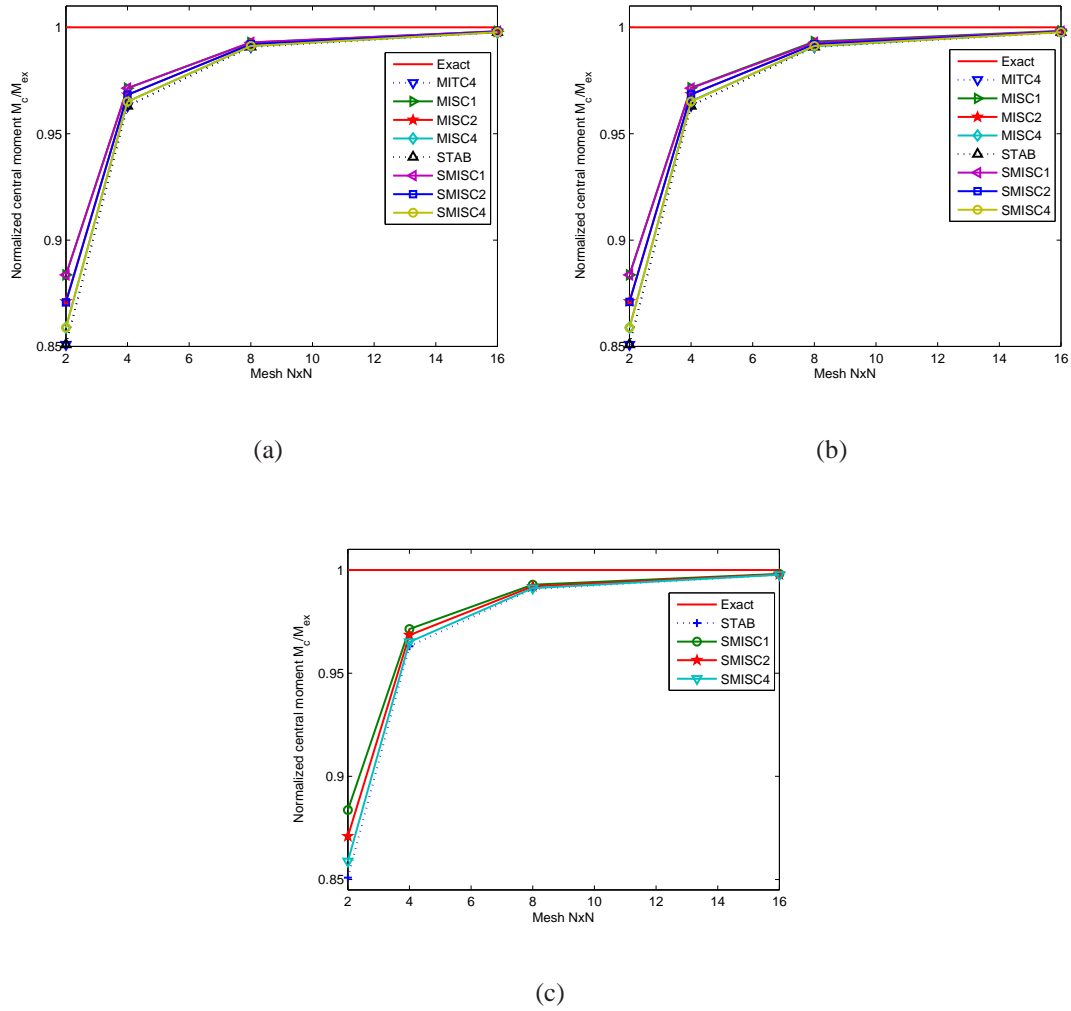 1
0.95
0.9
0.85
Normalized central moment M_c/M_ex
2
4
6
8
10
12
14
16
Mesh NxN
Exact
MITC4
MISC1
MISC2
MISC4
STAB
SMISC1
SMISC2
SMISC4
(a)
1
0.95
0.9
0.85
Normalized central moment M_c/M_ex
2
4
6
8
10
12
14
16
Mesh NxN
Exact
MITC4
MISC1
MISC2
MISC4
STAB
SMISC1
SMISC2
SMISC4
(b)
1
0.95
0.9
0.85
Normalized central moment M_c/M_ex
2
4
6
8
10
12
14
16
Mesh NxN
Exact
STAB
SMISC1
SMISC2
SMISC4
(c)